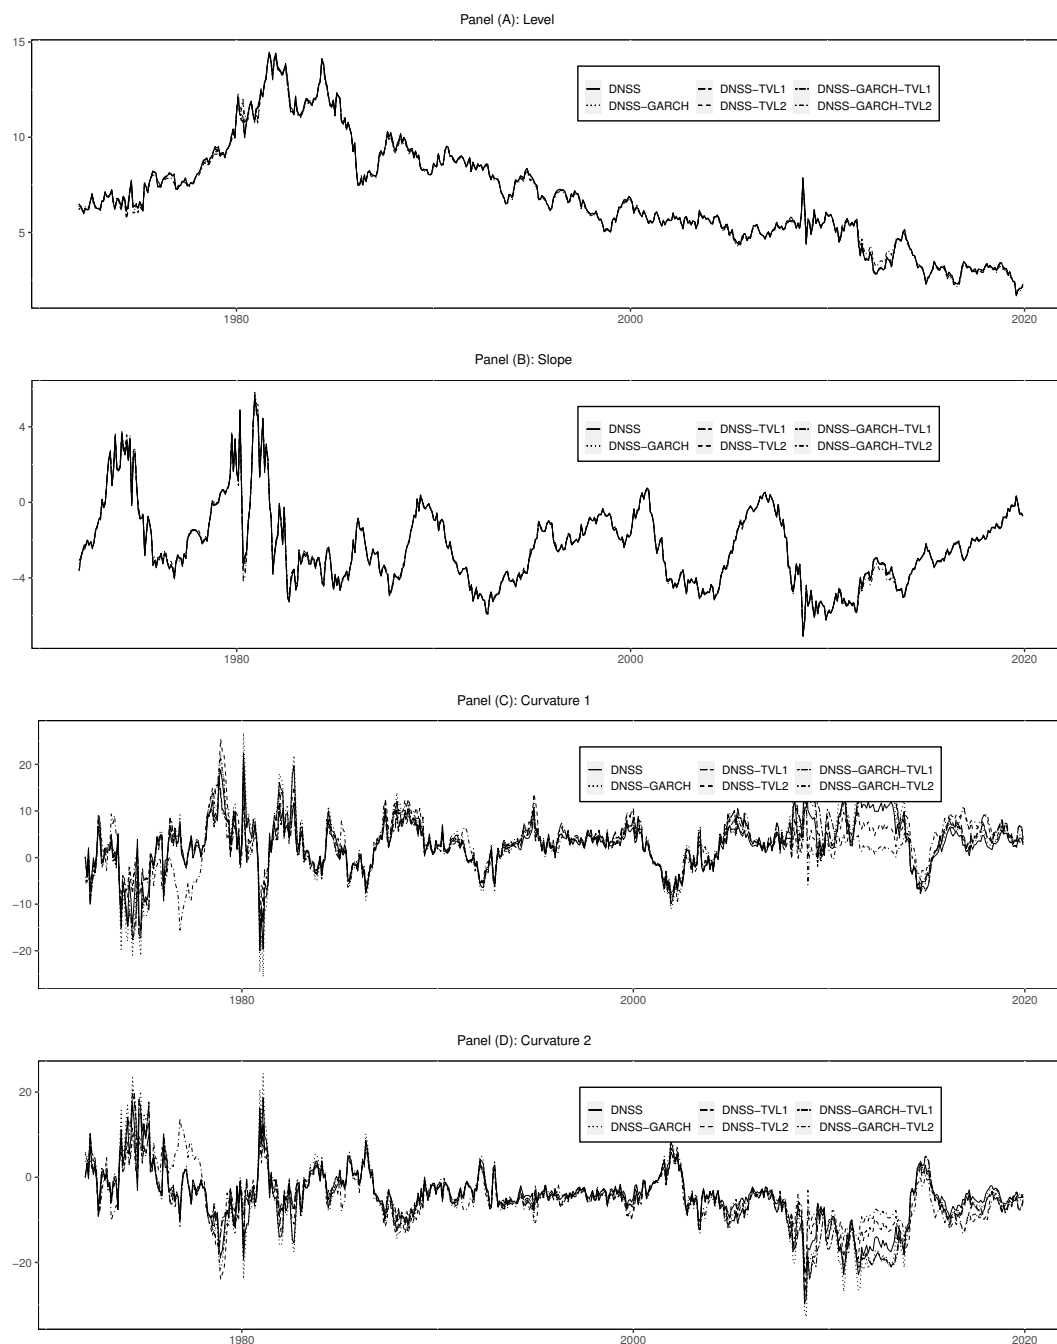 Panel (A): Level
15
10
5
DNSS DNSS−TVL1 DNSS−GARCH−TVL1
DNSS−GARCH DNSS−TVL2 DNSS−GARCH−TVL2
1980 2000 2020
Panel (B): Slope
4
0
−4
DNSS DNSS−TVL1 DNSS−GARCH−TVL1
DNSS−GARCH DNSS−TVL2 DNSS−GARCH−TVL2
1980 2000 2020
Panel (C): Curvature 1
20
10
0
−10
−20
DNSS DNSS−TVL1 DNSS−GARCH−TVL1
DNSS−GARCH DNSS−TVL2 DNSS−GARCH−TVL2
1980 2000 2020
Panel (D): Curvature 2
20
0
−20
DNSS DNSS−TVL1 DNSS−GARCH−TVL1
DNSS−GARCH DNSS−TVL2 DNSS−GARCH−TVL2
1980 2000 2020